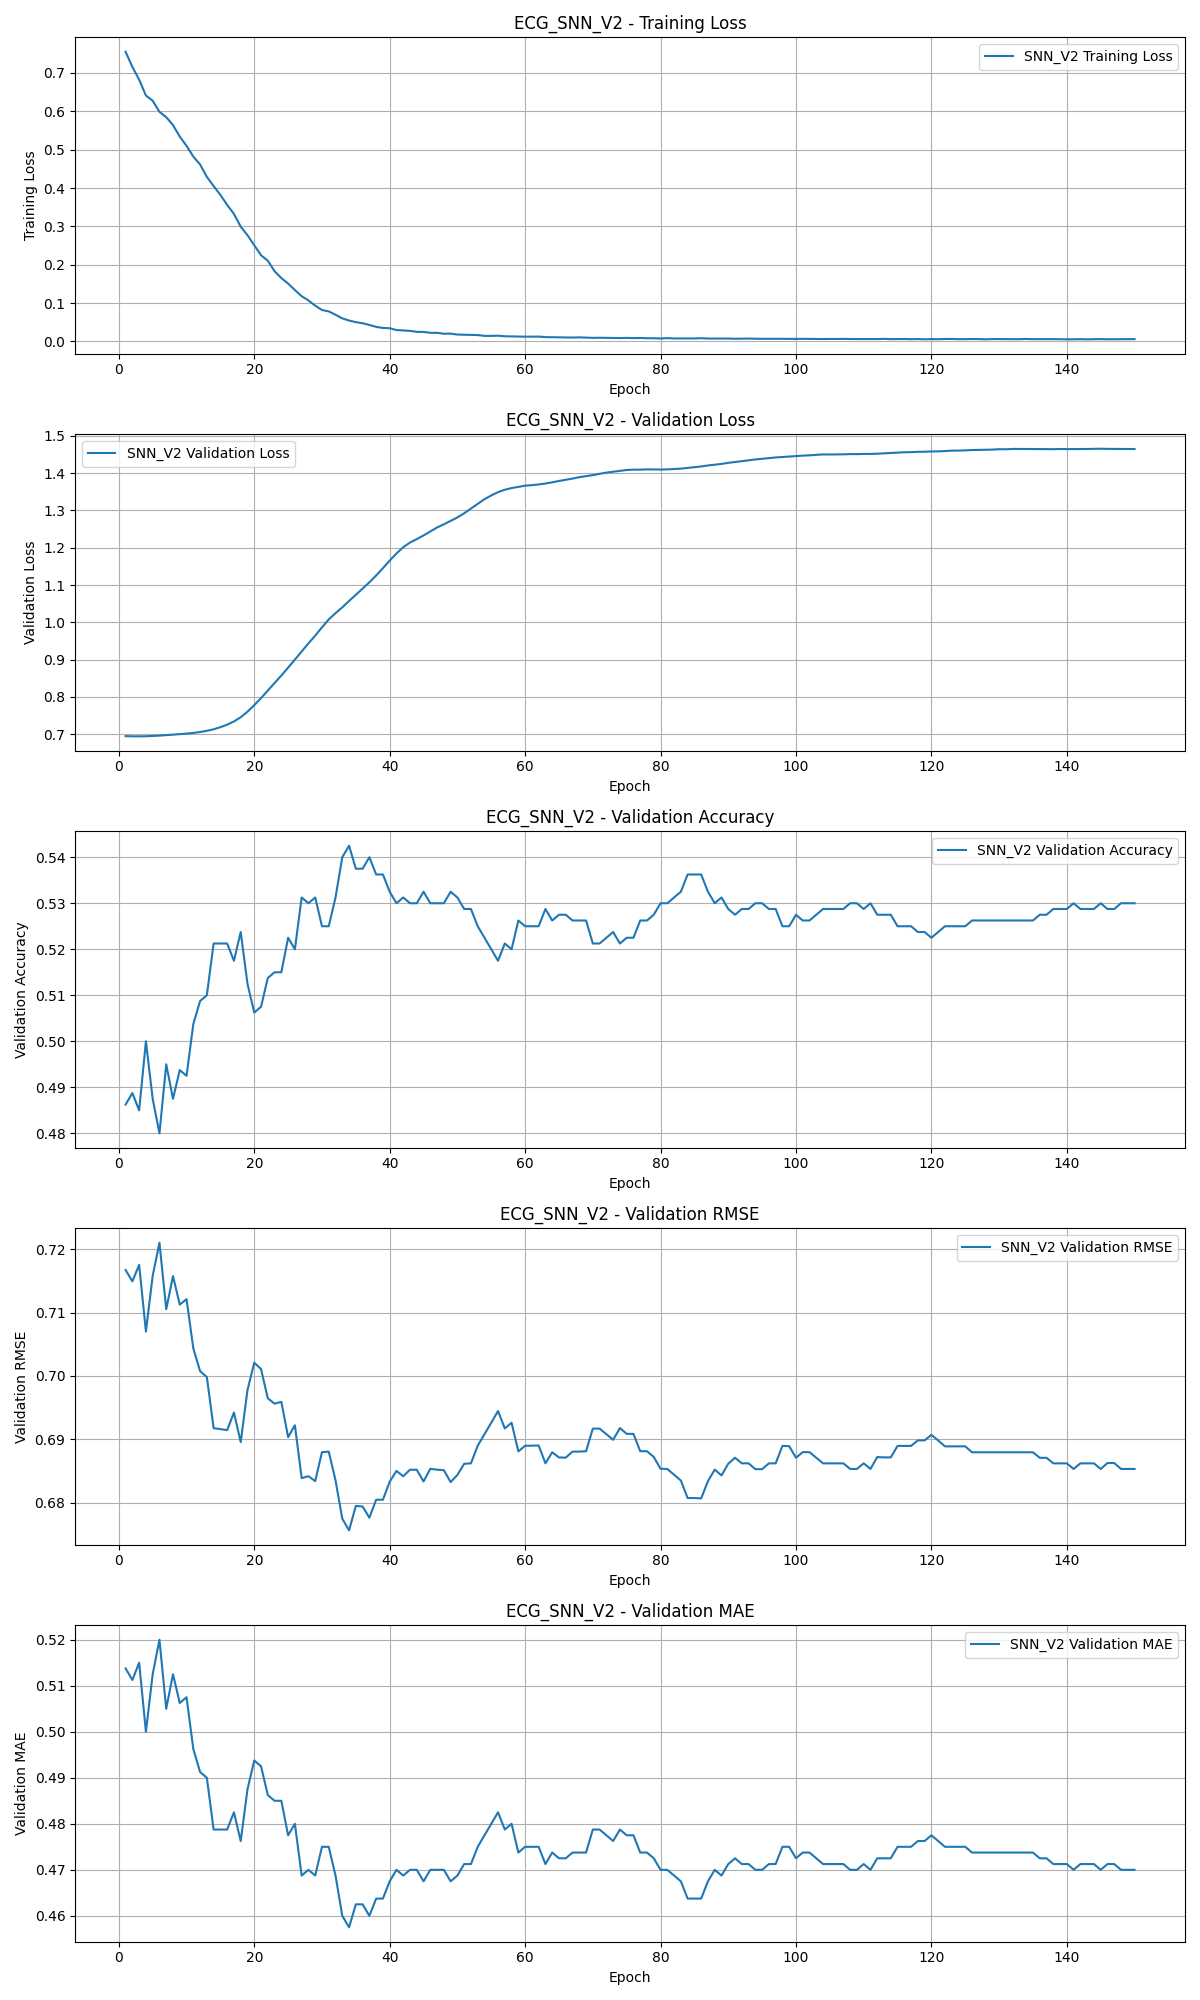 ECG_SNN_V2 - Training Loss
SNN_V2 Training Loss
Training Loss
0.7
0.6
0.5
0.4
0.3
0.2
0.1
0.0
0 20 40 60 80 100 120 140
Epoch
ECG_SNN_V2 - Validation Loss
SNN_V2 Validation Loss
Validation Loss
1.5
1.4
1.3
1.2
1.1
1.0
0.9
0.8
0.7
0 20 40 60 80 100 120 140
Epoch
ECG_SNN_V2 - Validation Accuracy
SNN_V2 Validation Accuracy
Validation Accuracy
0.54
0.53
0.52
0.51
0.50
0.49
0.48
0 20 40 60 80 100 120 140
Epoch
ECG_SNN_V2 - Validation RMSE
SNN_V2 Validation RMSE
Validation RMSE
0.72
0.71
0.70
0.69
0.68
0 20 40 60 80 100 120 140
Epoch
ECG_SNN_V2 - Validation MAE
SNN_V2 Validation MAE
Validation MAE
0.52
0.51
0.50
0.49
0.48
0.47
0.46
0 20 40 60 80 100 120 140
Epoch